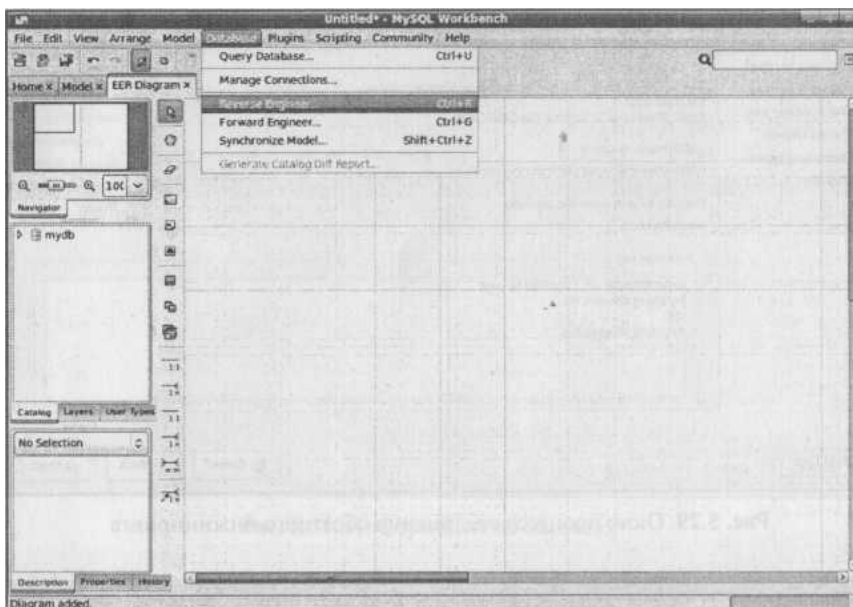 Untitled* - MySQL Workbench
File Edit View Arrange Model Database Plugins Scripting Community Help
Query Database... Ctrl+U
Manage Connections...
Reverse Engineer... Ctrl+R
Forward Engineer... Ctrl+G
Synchronize Model... Shift+Ctrl+Z
Generate Catalog Diff Report...
Home Model EER Diagram
Navigator
mydb
Catalog Layers User Types
No Selection
Description Properties History
Diagram added.